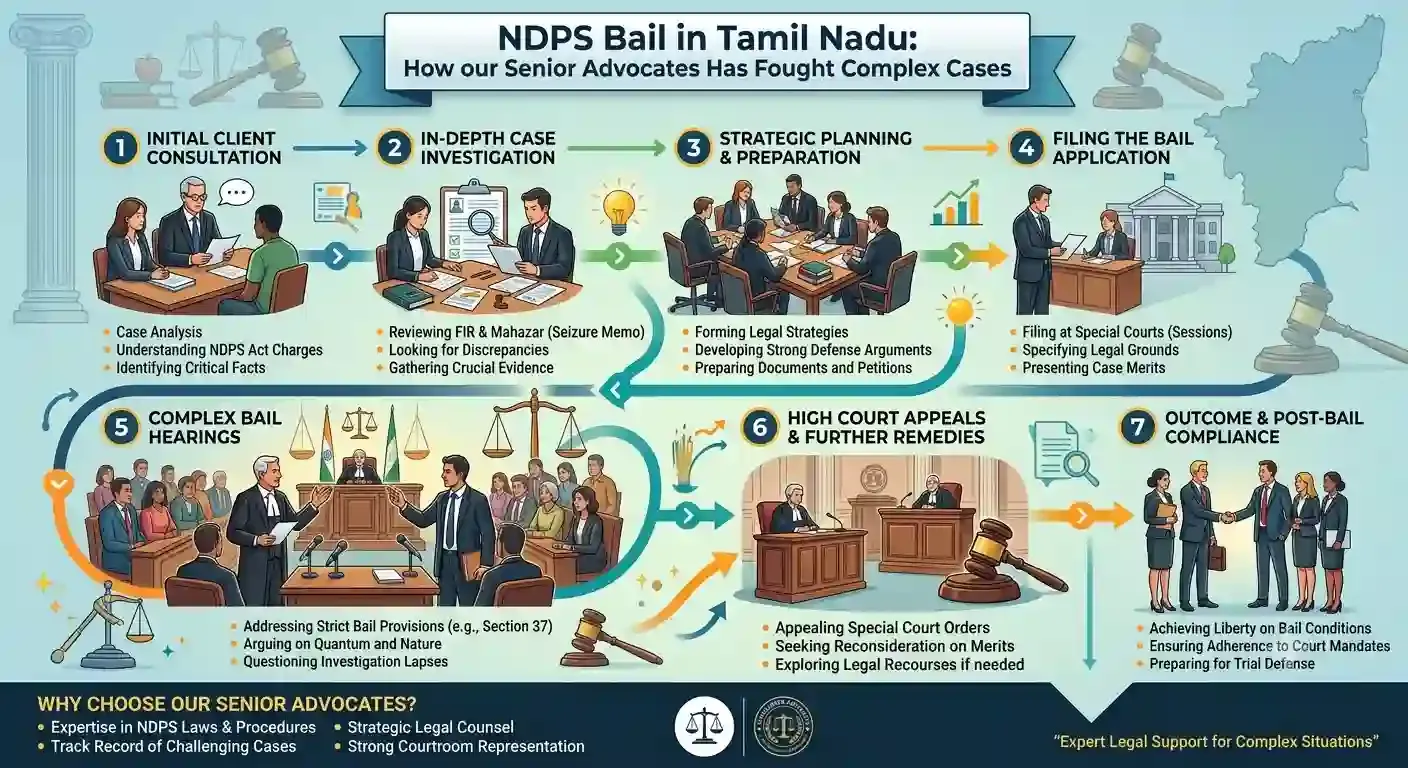 NDPS Bail in Tamil Nadu:
How our Senior Advocates Has Fought Complex Cases
1 INITIAL CLIENT
CONSULTATION
• Case Analysis
• Understanding NDPS Act Charges
• Identifying Critical Facts
2 IN-DEPTH CASE
INVESTIGATION
• Reviewing FIR & Mahazar (Seizure Memo)
• Looking for Discrepancies
• Gathering Crucial Evidence
3 STRATEGIC PLANNING
& PREPARATION
• Forming Legal Strategies
• Developing Strong Defense Arguments
• Preparing Documents and Petitions
4 FILING THE BAIL
APPLICATION
• Filing at Special Courts (Sessions)
• Specifying Legal Grounds
• Presenting Case Merits
5 COMPLEX BAIL
HEARINGS
• Addressing Strict Bail Provisions (e.g., Section 37)
• Arguing on Quantum and Nature
• Questioning Investigation Lapses
6 HIGH COURT APPEALS
& FURTHER REMEDIES
• Appealing Special Court Orders
• Seeking Reconsideration on Merits
• Exploring Legal Recourses if needed
7 OUTCOME & POST-BAIL
COMPLIANCE
• Achieving Liberty on Bail Conditions
• Ensuring Adherence to Court Mandates
• Preparing for Trial Defense
WHY CHOOSE OUR SENIOR ADVOCATES?
• Expertise in NDPS Laws & Procedures
• Track Record of Challenging Cases
• Strategic Legal Counsel
• Strong Courtroom Representation
“Expert Legal Support for Complex Situations”